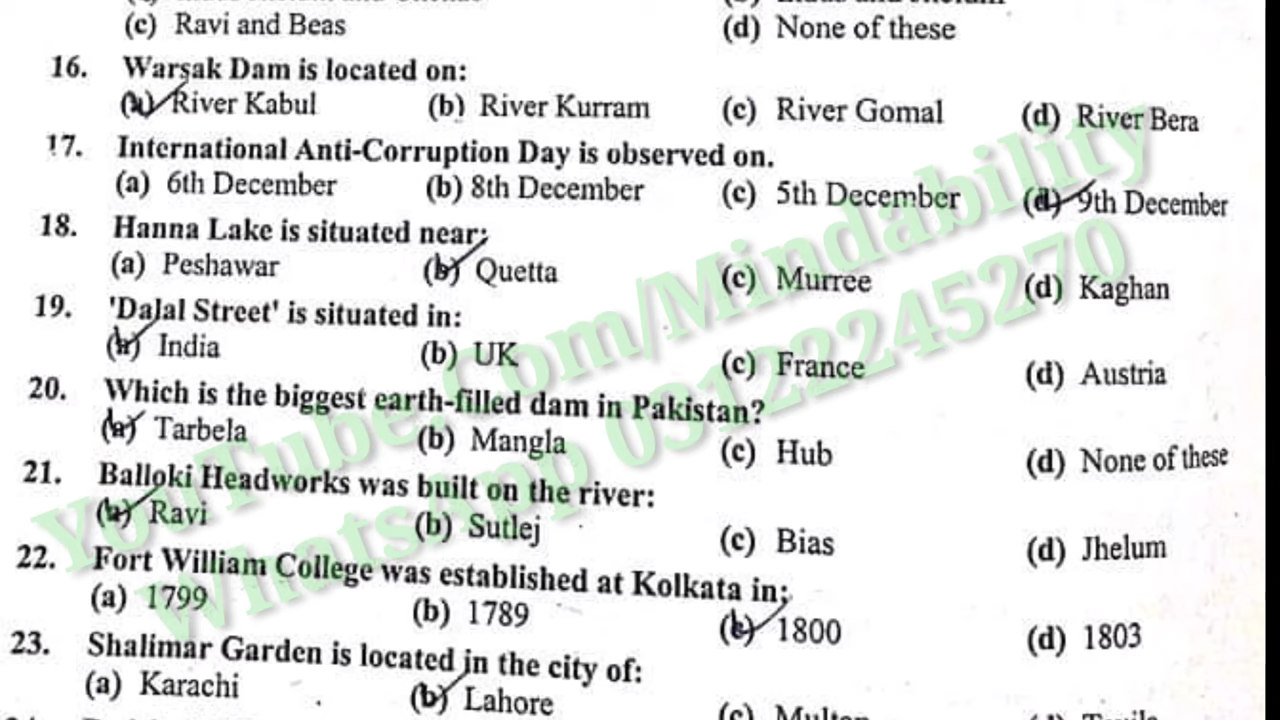 (c) Ravi and Beas (d) None of these
16. Warsak Dam is located on:
(a) River Kabul (b) River Kurram (c) River Gomal (d) River Bera
17. International Anti-Corruption Day is observed on.
(a) 6th December (b) 8th December (c) 5th December (d) 9th December
18. Hanna Lake is situated near:
(a) Peshawar (b) Quetta (c) Murree (d) Kaghan
19. 'Dalal Street' is situated in:
(a) India (b) UK (c) France (d) Austria
20. Which is the biggest earth-filled dam in Pakistan?
(a) Tarbela (b) Mangla (c) Hub (d) None of these
21. Balloki Headworks was built on the river:
(a) Ravi (b) Sutlej (c) Bias (d) Jhelum
22. Fort William College was established at Kolkata in:
(a) 1799 (b) 1789 (c) 1800 (d) 1803
23. Shalimar Garden is located in the city of:
(a) Karachi (b) Lahore (c) Multan
YouTube.Com/Mindability
WhatsApp 03122245270